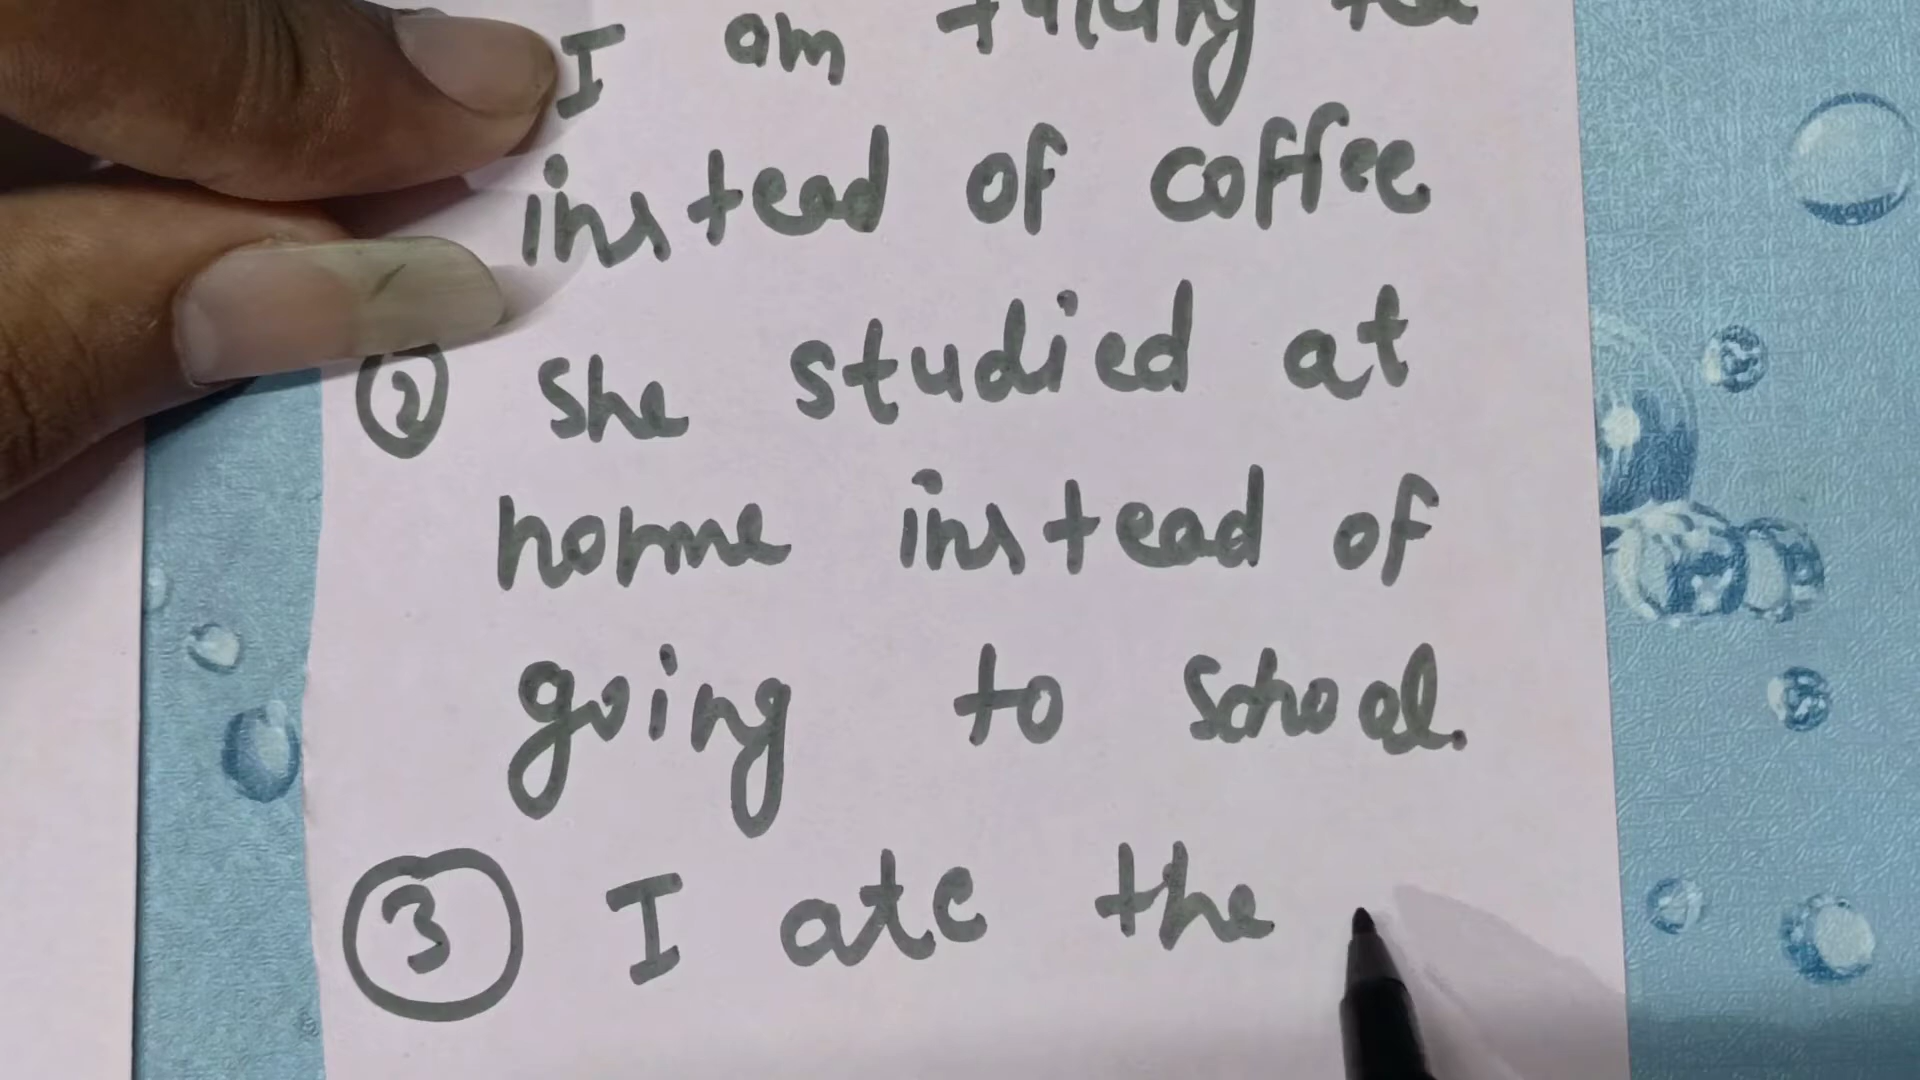 I am
instead of coffee
2 She studied at
home instead of
going to school.
3 I ate the